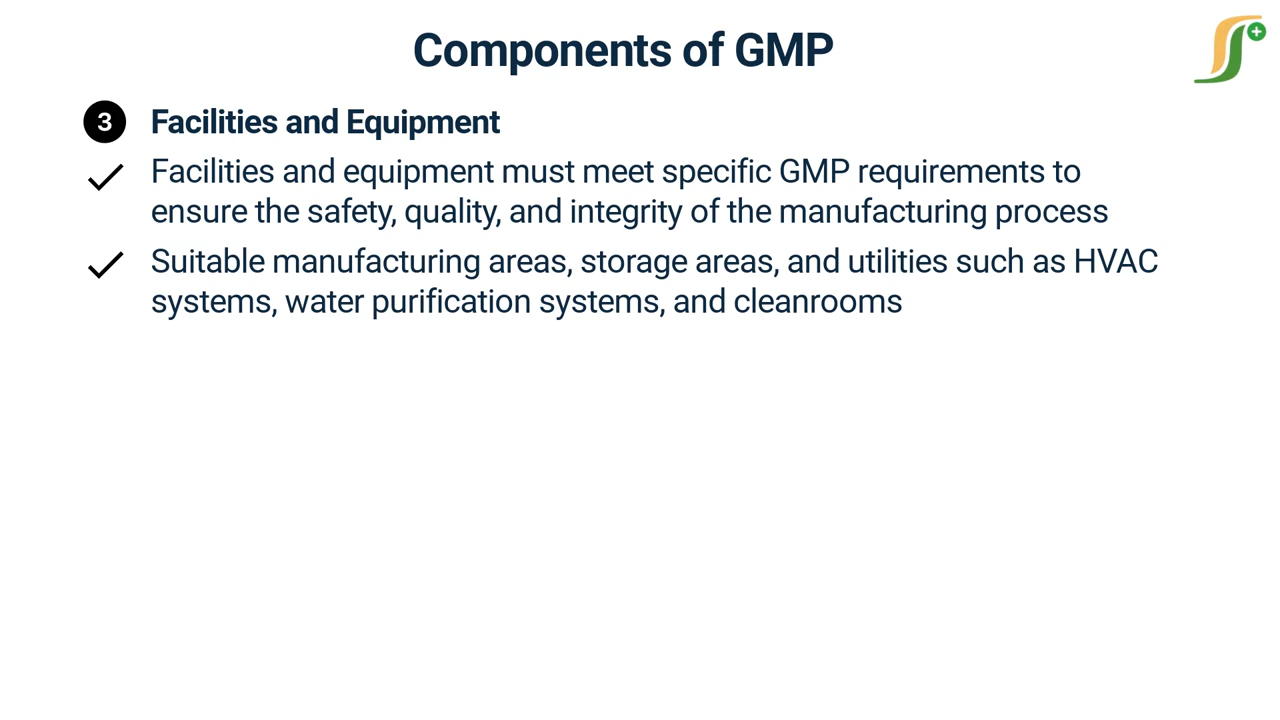 Components of GMP
3 Facilities and Equipment
Facilities and equipment must meet specific GMP requirements to
ensure the safety, quality, and integrity of the manufacturing process
Suitable manufacturing areas, storage areas, and utilities such as HVAC
systems, water purification systems, and cleanrooms